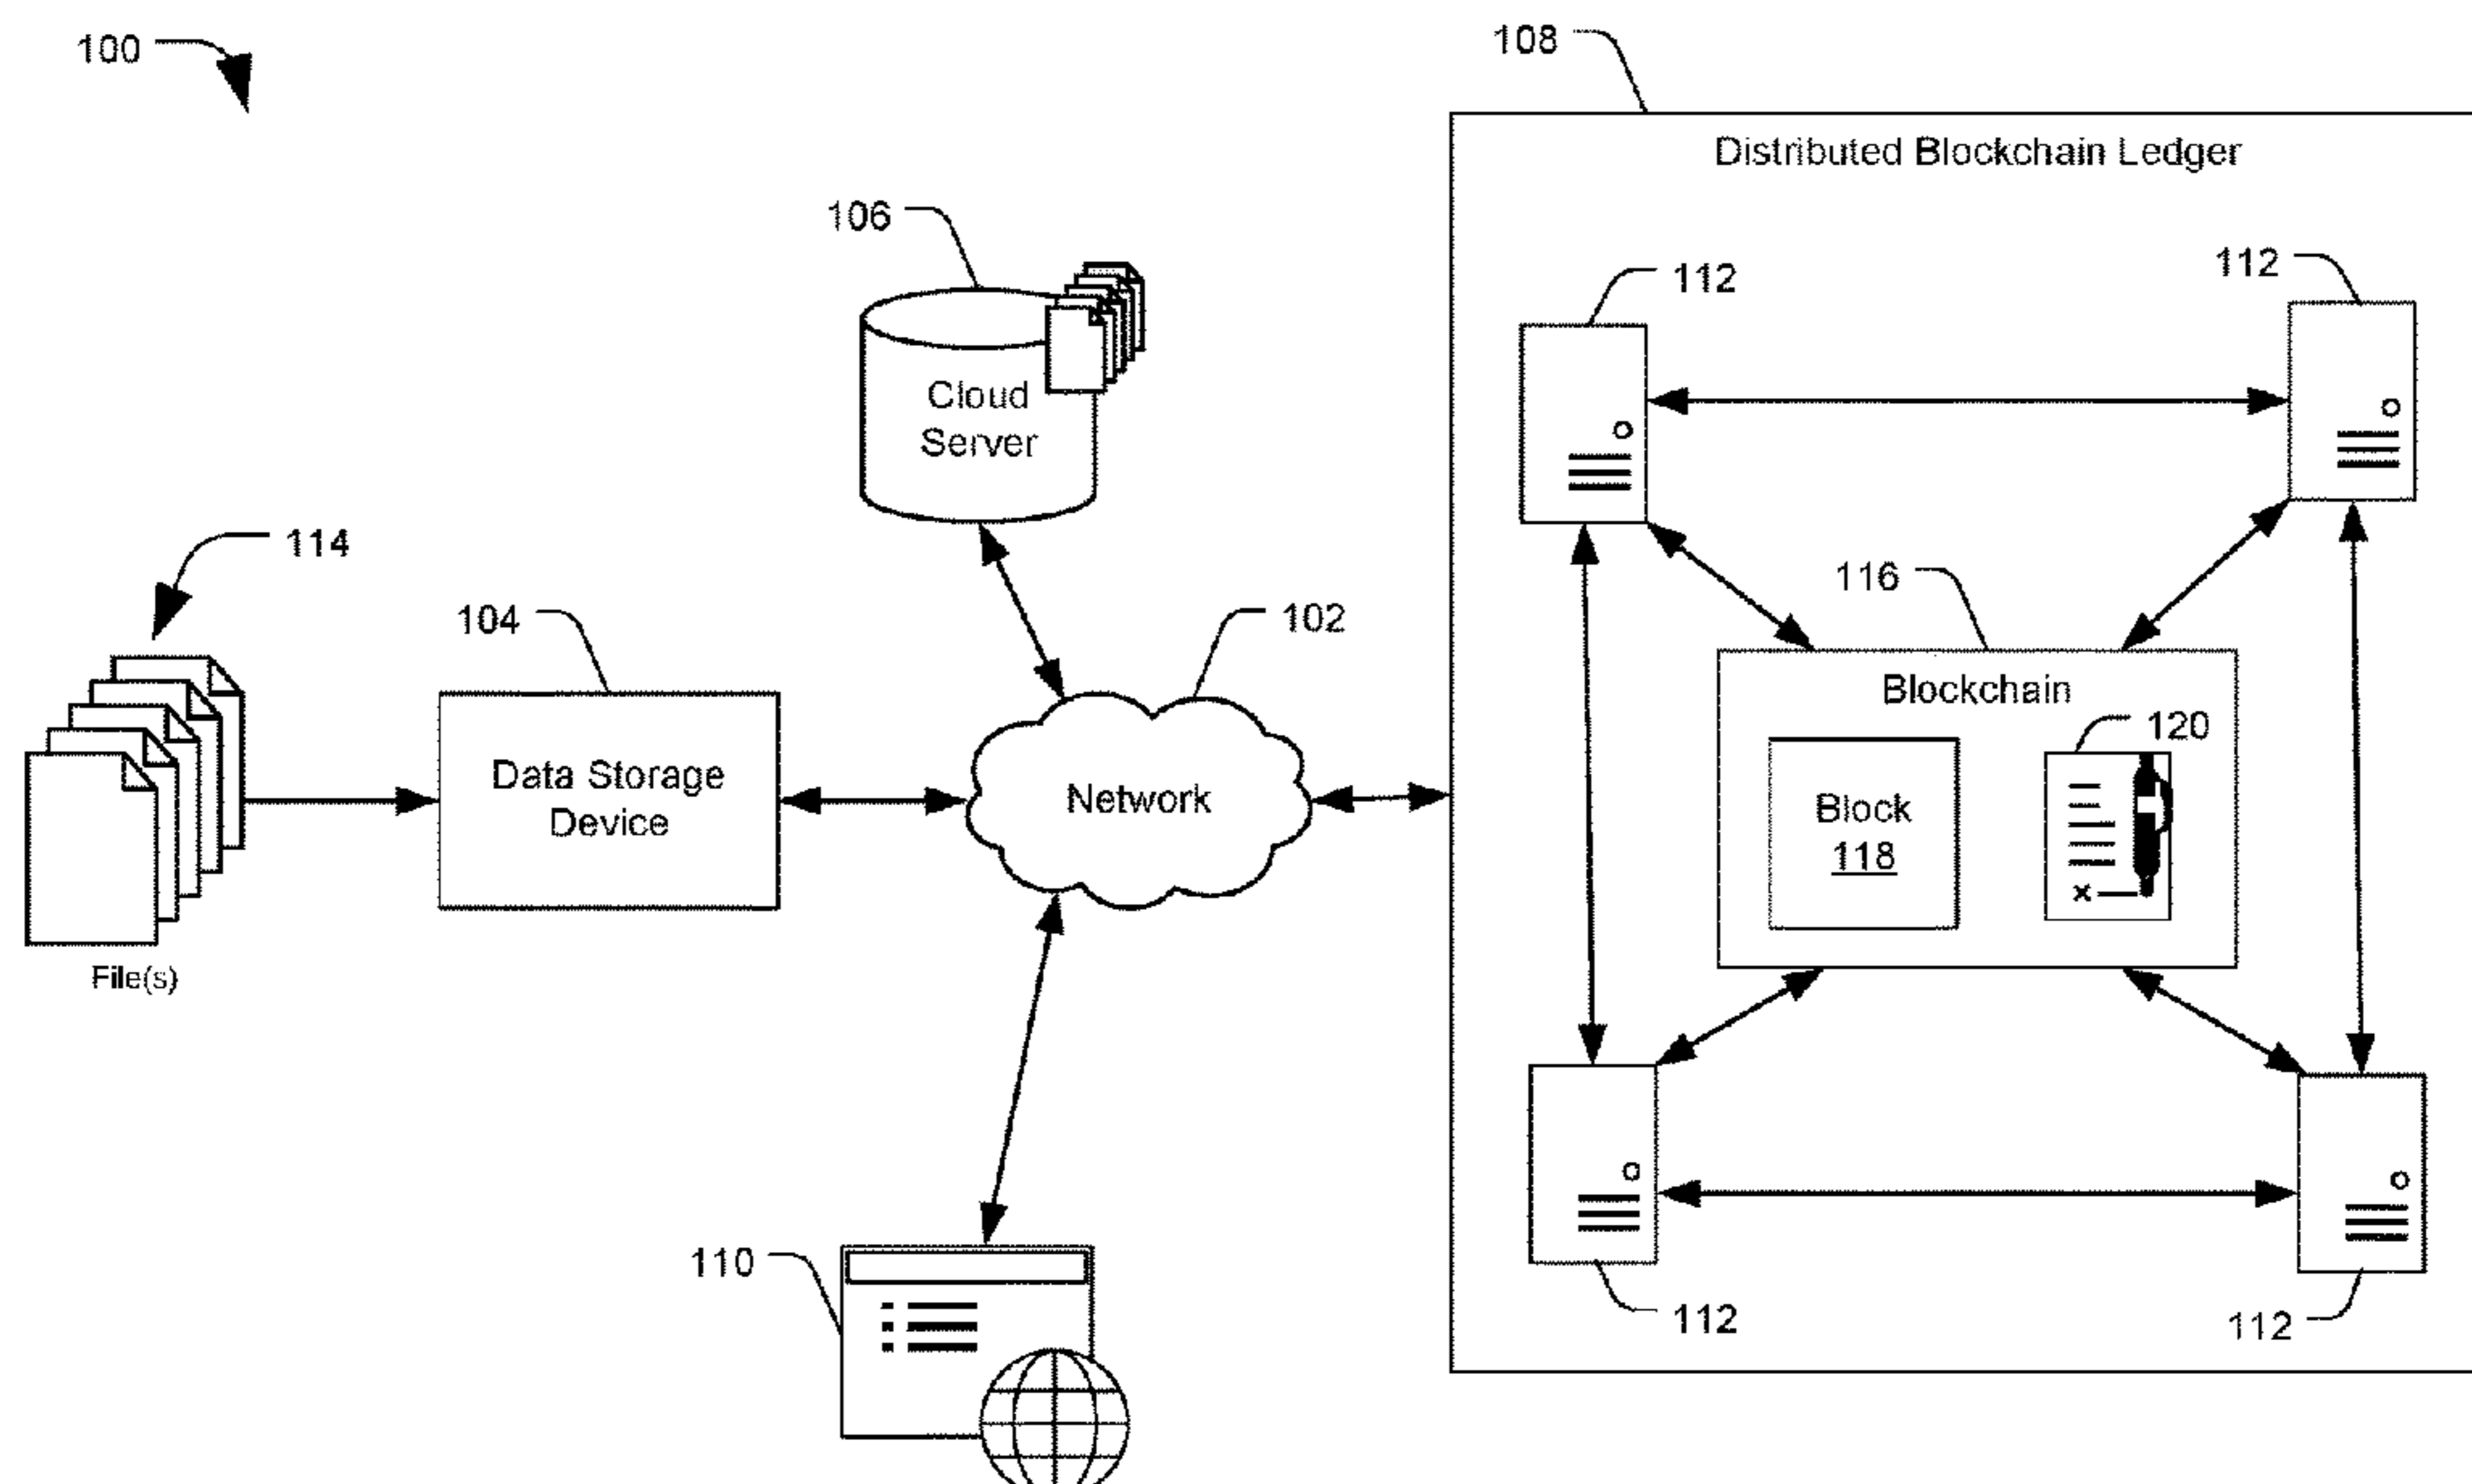 100
108
Distributed Blockchain Ledger
106
112
112
Cloud
Server
114
104
102
116
Blockchain
120
Data Storage
Device
Network
Block
118
File(s)
110
112
112